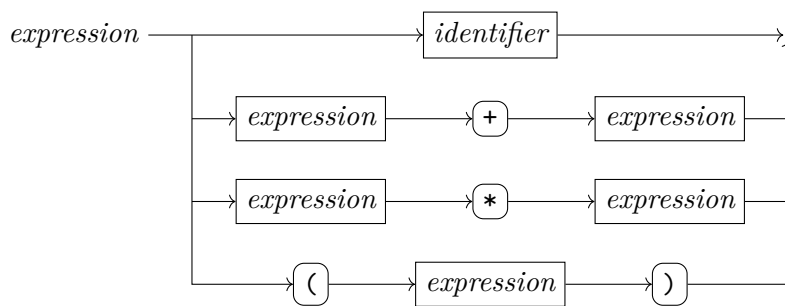 expression identifier
expression + expression
expression * expression
( expression )